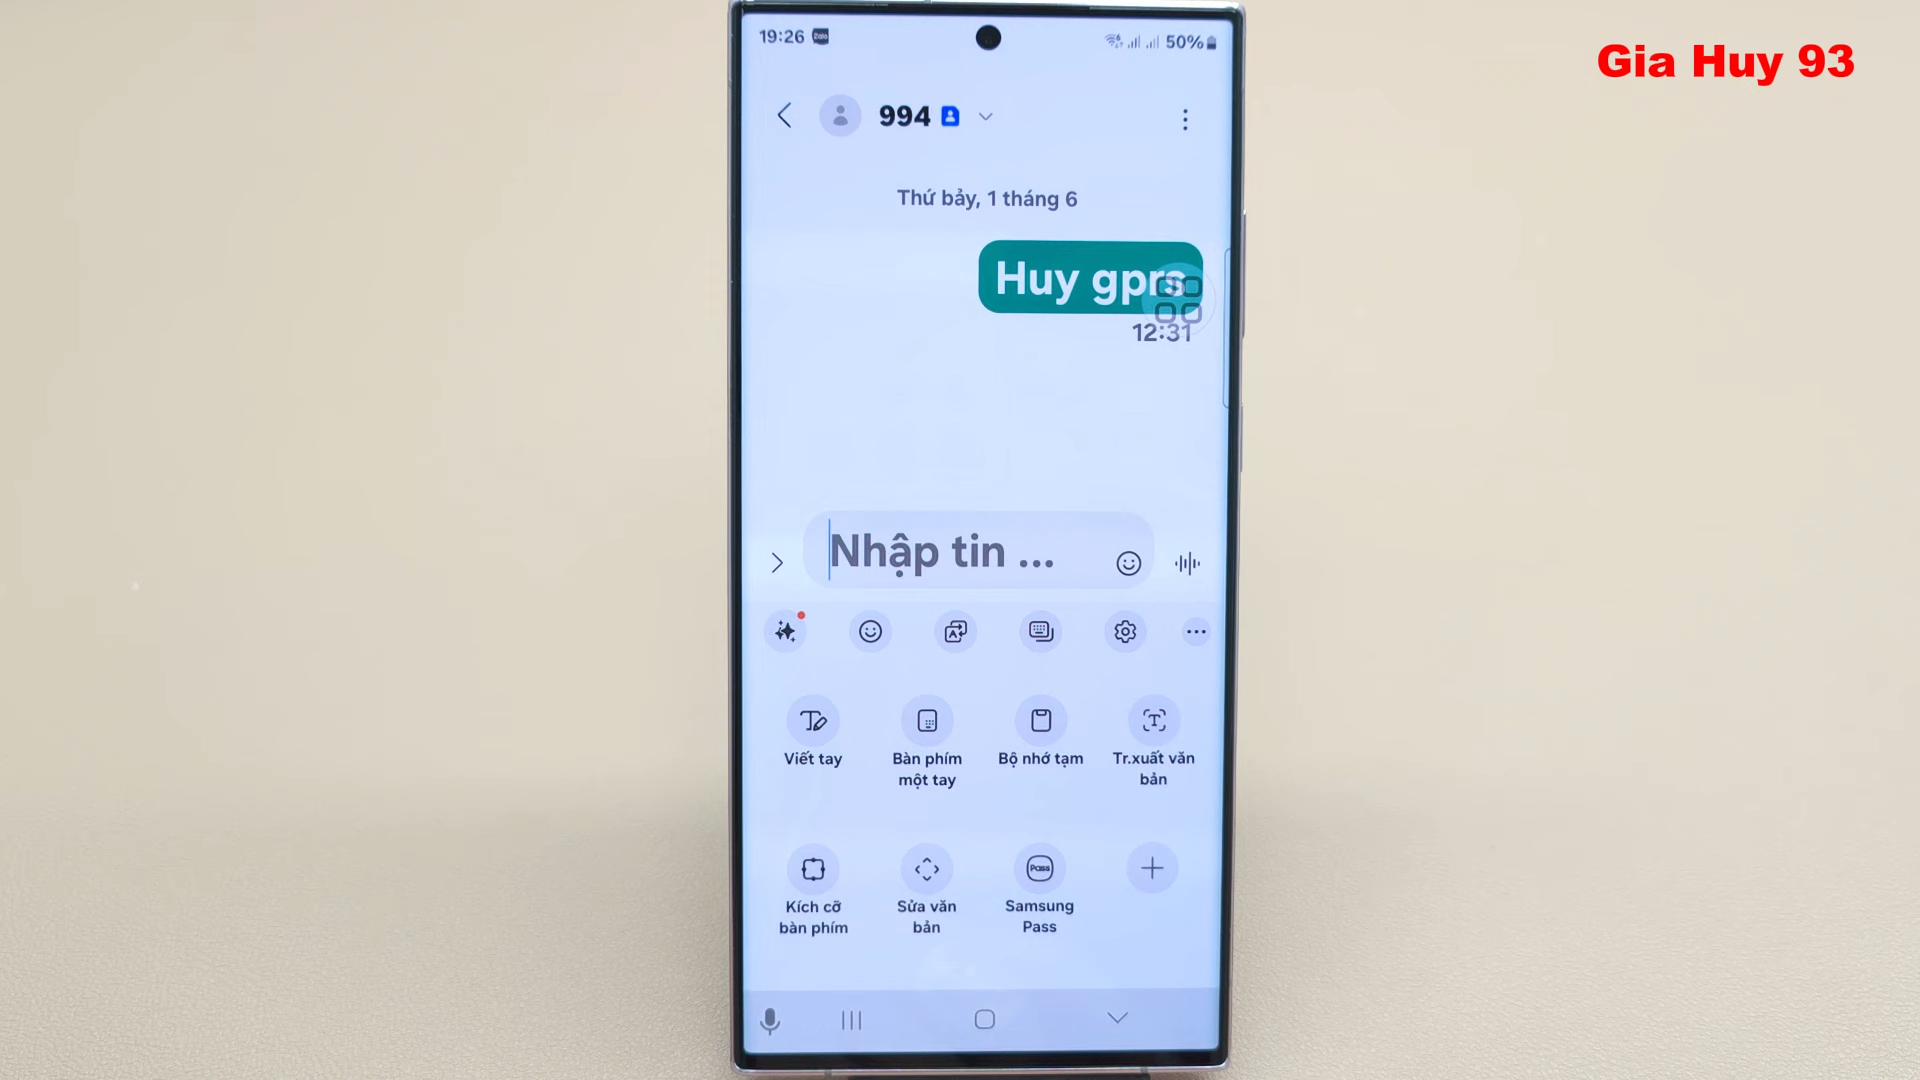 19:26 Zalo
50%
Gia Huy 93
994
Thứ bảy, 1 tháng 6
Huy gprs
12:31
Nhập tin ...
Viết tay
Bàn phím
một tay
Bộ nhớ tạm
Tr.xuất văn
bản
Kích cỡ
bàn phím
Sửa văn
bản
Pass
Samsung
Pass